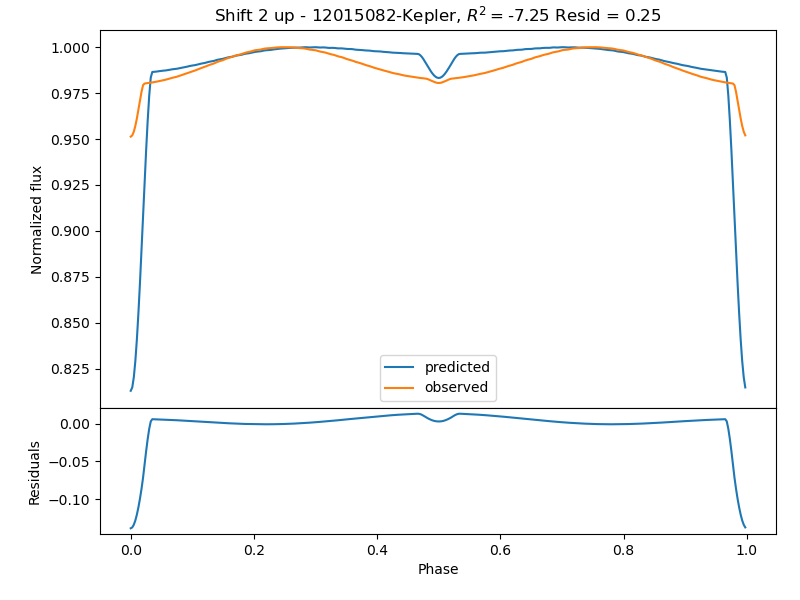 Shift 2 up - 12015082-Kepler, R² = -7.25 Resid = 0.25
1.000
0.975
0.950
0.925
0.900
0.875
0.850
0.825
Normalized flux
predicted
observed
0.00
−0.05
−0.10
Residuals
0.0 0.2 0.4 0.6 0.8 1.0
Phase